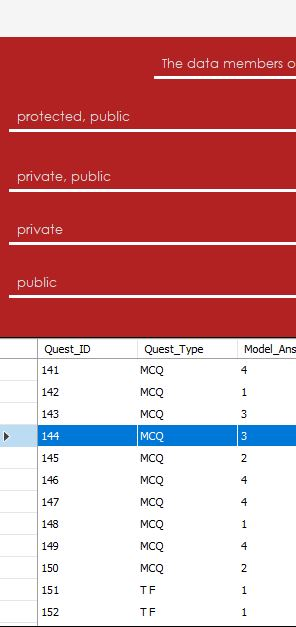 The data members o
protected, public
private, public
private
public
Quest_ID Quest_Type Model_Ans
141 MCQ 4
142 MCQ 1
143 MCQ 3
144 MCQ 3
145 MCQ 2
146 MCQ 4
147 MCQ 4
148 MCQ 1
149 MCQ 4
150 MCQ 2
151 T F 1
152 T F 1